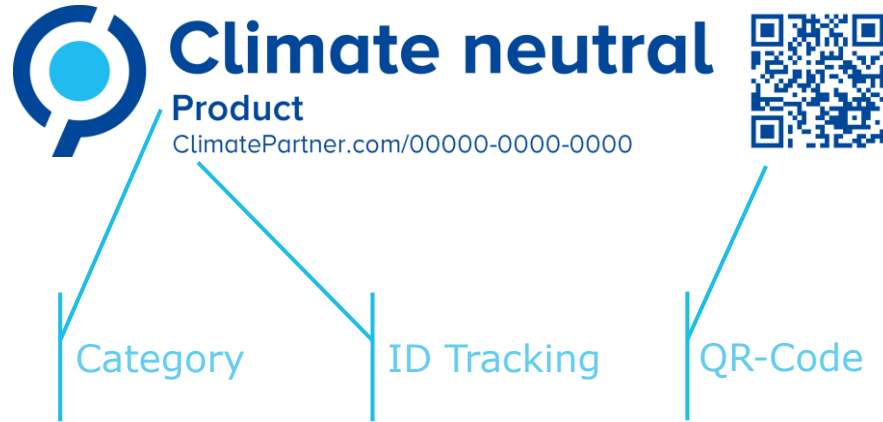 Climate neutral
Product
ClimatePartner.com/00000-0000-0000
Category
ID Tracking
QR-Code